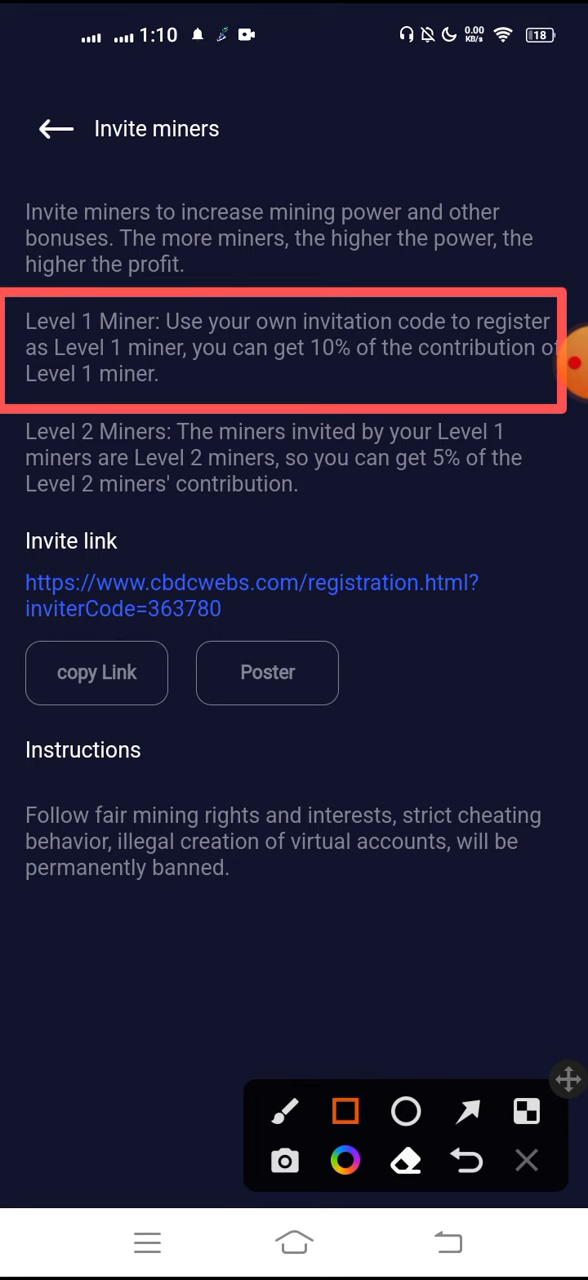 1:10
0.00
KB/s
18
Invite miners
Invite miners to increase mining power and other
bonuses. The more miners, the higher the power, the
higher the profit.
Level 1 Miner: Use your own invitation code to register
as Level 1 miner, you can get 10% of the contribution of
Level 1 miner.
Level 2 Miners: The miners invited by your Level 1
miners are Level 2 miners, so you can get 5% of the
Level 2 miners' contribution.
Invite link
https://www.cbdcwebs.com/registration.html?
inviterCode=363780
copy Link
Poster
Instructions
Follow fair mining rights and interests, strict cheating
behavior, illegal creation of virtual accounts, will be
permanently banned.